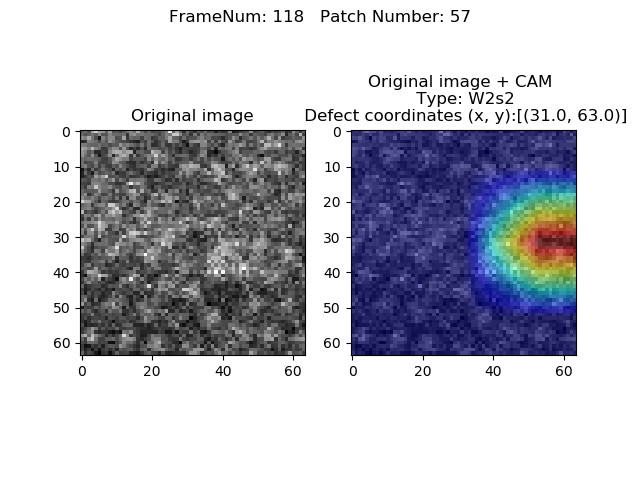 FrameNum: 118   Patch Number: 57
Original image
0
10
20
30
40
50
60
0 20 40 60
Original image + CAM
Type: W2s2
Defect coordinates (x, y):[(31.0, 63.0)]
0
10
20
30
40
50
60
0 20 40 60